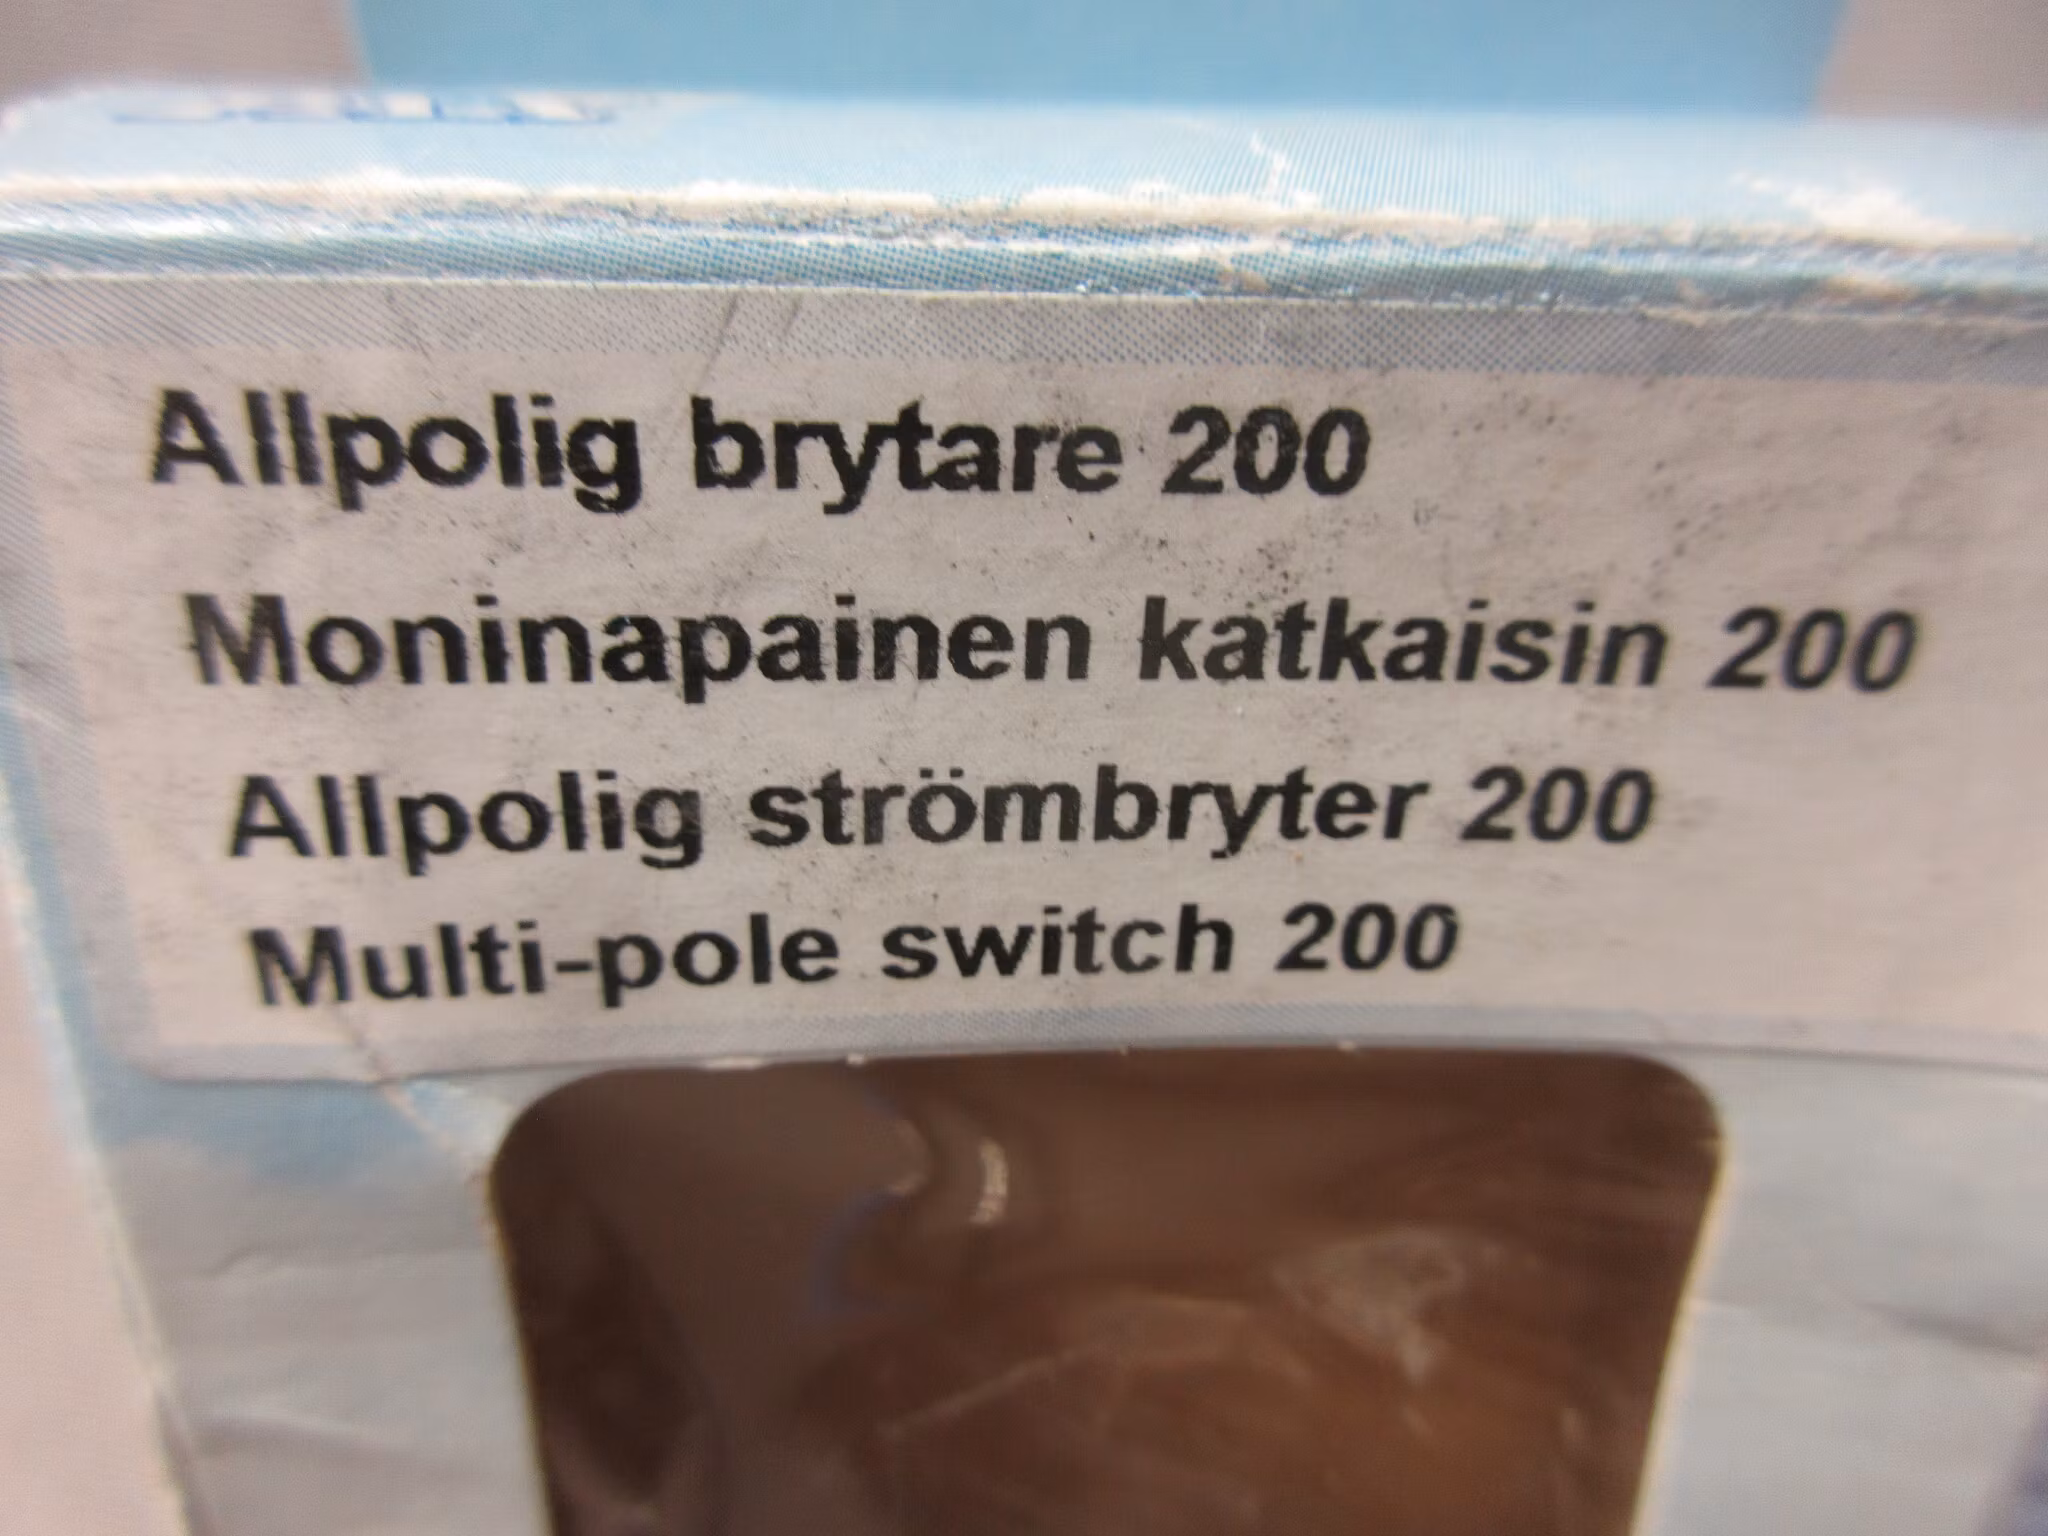 Allpolig brytare 200
Moninapainen katkaisin 200
Allpolig strömbryter 200
Multi-pole switch 200